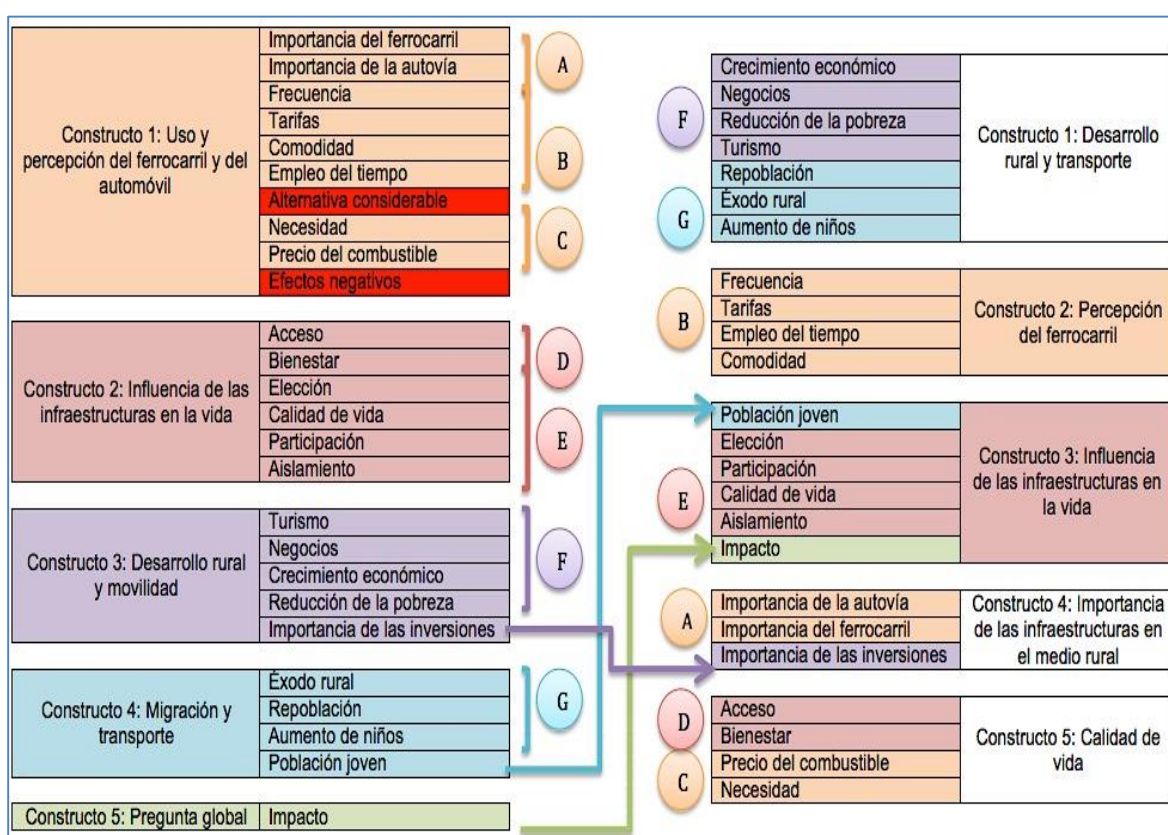 Constructo 1: Uso y
percepción del ferrocarril y del
automóvil
Importancia del ferrocarril
Importancia de la autovía
Frecuencia
Tarifas
Comodidad
Empleo del tiempo
Alternativa considerable
Necesidad
Precio del combustible
Efectos negativos
A
B
C
Constructo 2: Influencia de las
infraestructuras en la vida
Acceso
Bienestar
Elección
Calidad de vida
Participación
Aislamiento
D
E
Constructo 3: Desarrollo rural
y movilidad
Turismo
Negocios
Crecimiento económico
Reducción de la pobreza
Importancia de las inversiones
F
Constructo 4: Migración y
transporte
Éxodo rural
Repoblación
Aumento de niños
Población joven
G
Constructo 5: Pregunta global
Impacto
F
G
Crecimiento económico
Negocios
Reducción de la pobreza
Turismo
Repoblación
Éxodo rural
Aumento de niños
Constructo 1: Desarrollo
rural y transporte
B
Frecuencia
Tarifas
Empleo del tiempo
Comodidad
Constructo 2: Percepción
del ferrocarril
E
Población joven
Elección
Participación
Calidad de vida
Aislamiento
Impacto
Constructo 3: Influencia
de las infraestructuras en
la vida
A
Importancia de la autovía
Importancia del ferrocarril
Importancia de las inversiones
Constructo 4: Importancia
de las infraestructuras en
el medio rural
D
C
Acceso
Bienestar
Precio del combustible
Necesidad
Constructo 5: Calidad de
vida